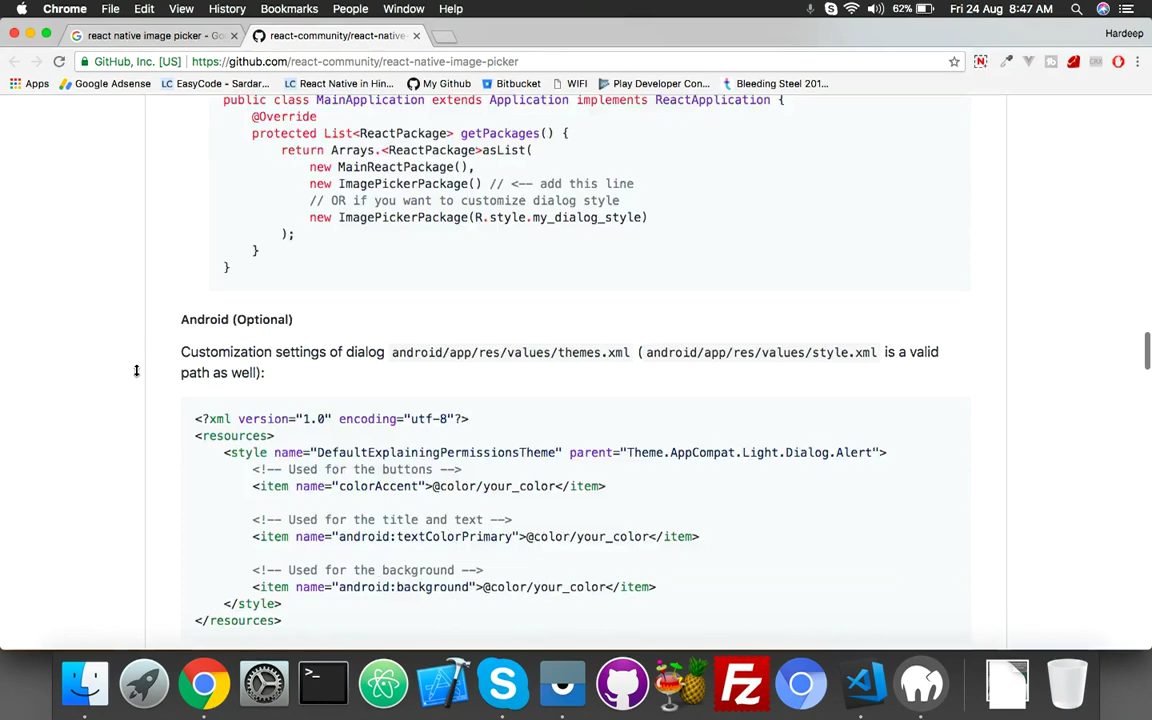 Chrome File Edit View History Bookmarks People Window Help 62% Fri 24 Aug 8:47 AM
react native image picker - Go react-community/react-native- Hardeep
GitHub, Inc. [US] https://github.com/react-community/react-native-image-picker
Apps Google Adsense LC EasyCode - Sardar... LC React Native in Hin... My Github Bitbucket WIFI Play Developer Con... Bleeding Steel 201...
public class MainApplication extends Application implements ReactApplication {
@Override
protected List<ReactPackage> getPackages() {
return Arrays.<ReactPackage>asList(
new MainReactPackage(),
new ImagePickerPackage() // <-- add this line
// OR if you want to customize dialog style
new ImagePickerPackage(R.style.my_dialog_style)
);
}
}
Android (Optional)
Customization settings of dialog android/app/res/values/themes.xml ( android/app/res/values/style.xml is a valid
path as well):
<?xml version="1.0" encoding="utf-8"?>
<resources>
<style name="DefaultExplainingPermissionsTheme" parent="Theme.AppCompat.Light.Dialog.Alert">
<!-- Used for the buttons -->
<item name="colorAccent">@color/your_color</item>
<!-- Used for the title and text -->
<item name="android:textColorPrimary">@color/your_color</item>
<!-- Used for the background -->
<item name="android:background">@color/your_color</item>
</style>
</resources>